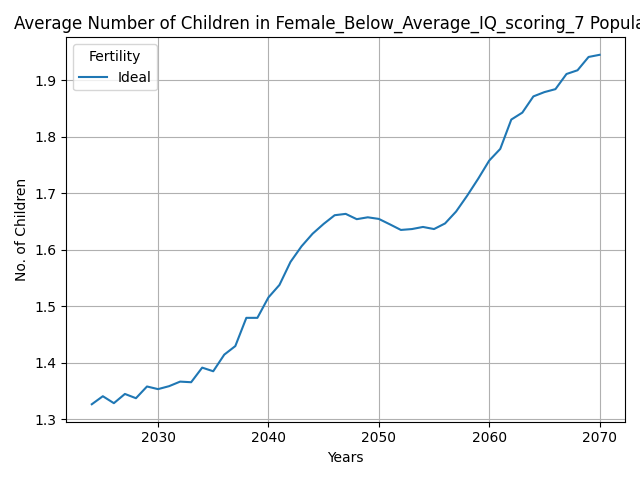 Average Number of Children in Female_Below_Average_IQ_scoring_7 Popula
Fertility
Ideal
No. of Children
1.9
1.8
1.7
1.6
1.5
1.4
1.3
2030 2040 2050 2060 2070
Years